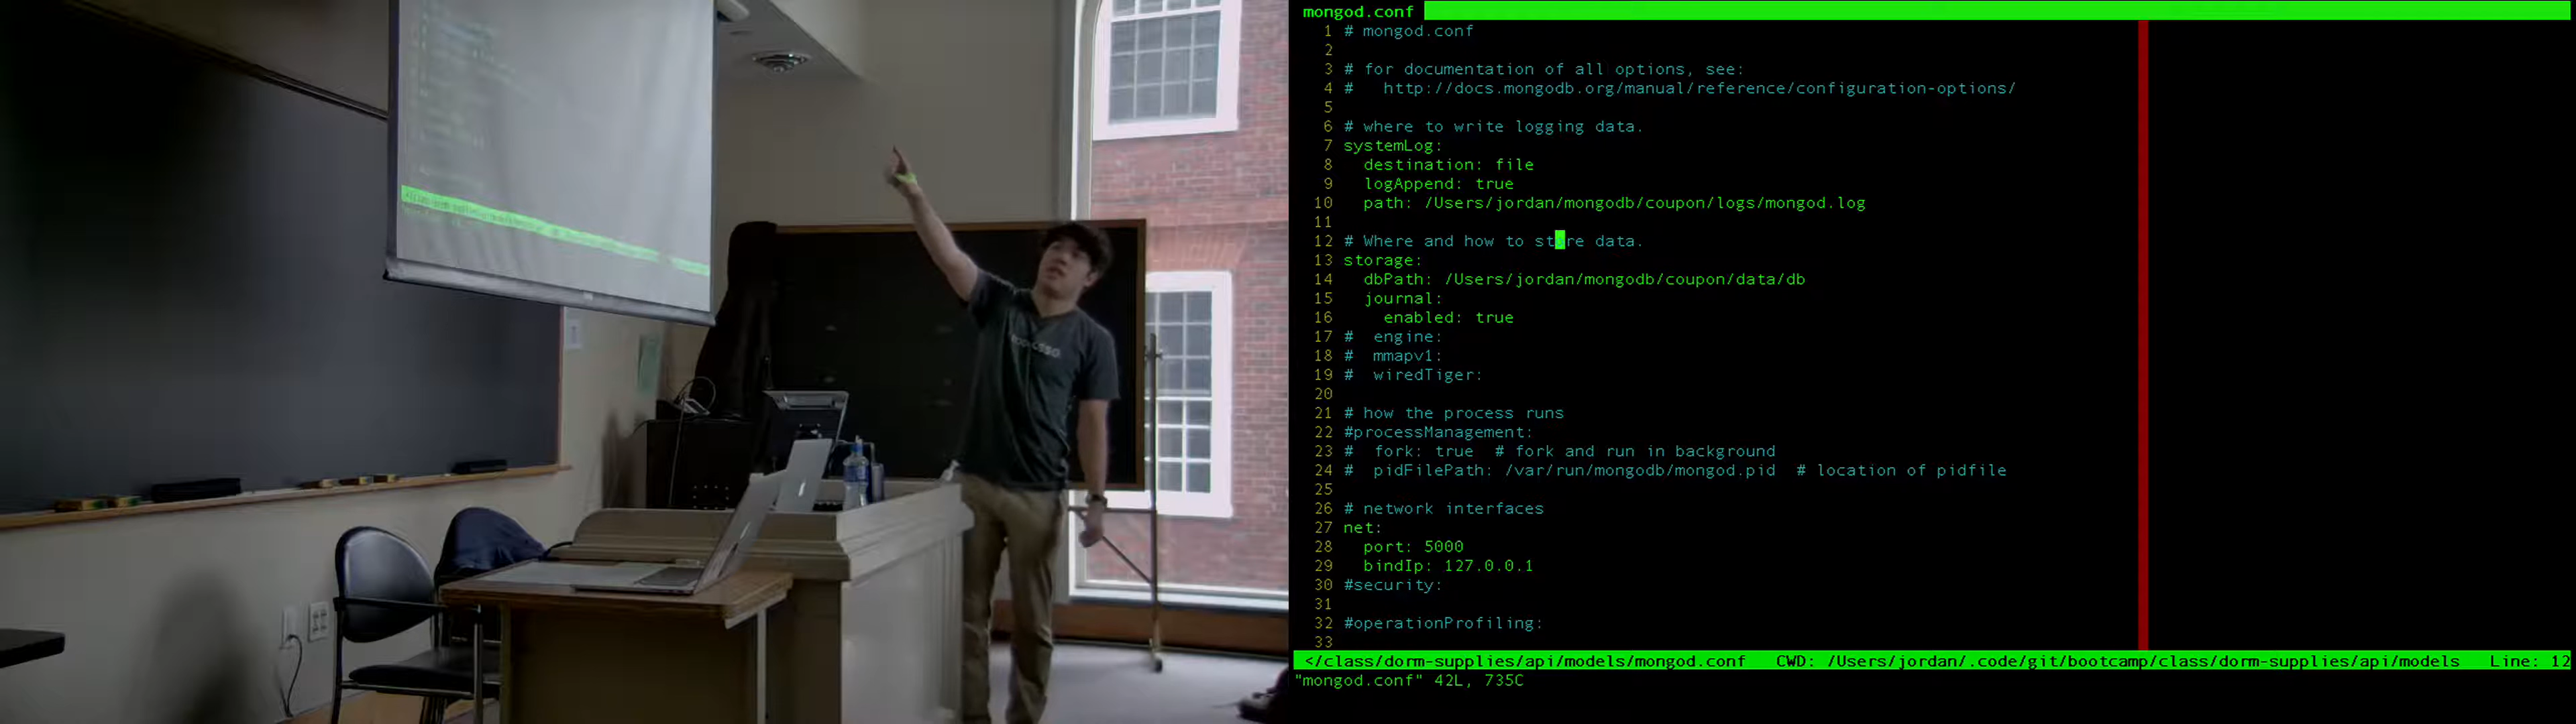 mongod.conf
1 # mongod.conf
2
3 # for documentation of all options, see:
4 #   http://docs.mongodb.org/manual/reference/configuration-options/
5
6 # where to write logging data.
7 systemLog:
8   destination: file
9   logAppend: true
10   path: /Users/jordan/mongodb/coupon/logs/mongod.log
11
12 # Where and how to store data.
13 storage:
14   dbPath: /Users/jordan/mongodb/coupon/data/db
15   journal:
16     enabled: true
17 #  engine:
18 #  mmapv1:
19 #  wiredTiger:
20
21 # how the process runs
22 #processManagement:
23 #  fork: true  # fork and run in background
24 #  pidFilePath: /var/run/mongodb/mongod.pid  # location of pidfile
25
26 # network interfaces
27 net:
28   port: 5000
29   bindIp: 127.0.0.1
30 #security:
31
32 #operationProfiling:
33
</class/dorm-supplies/api/models/mongod.conf   CWD: /Users/jordan/.code/git/bootcamp/class/dorm-supplies/api/models   Line: 12
"mongod.conf" 42L, 735C